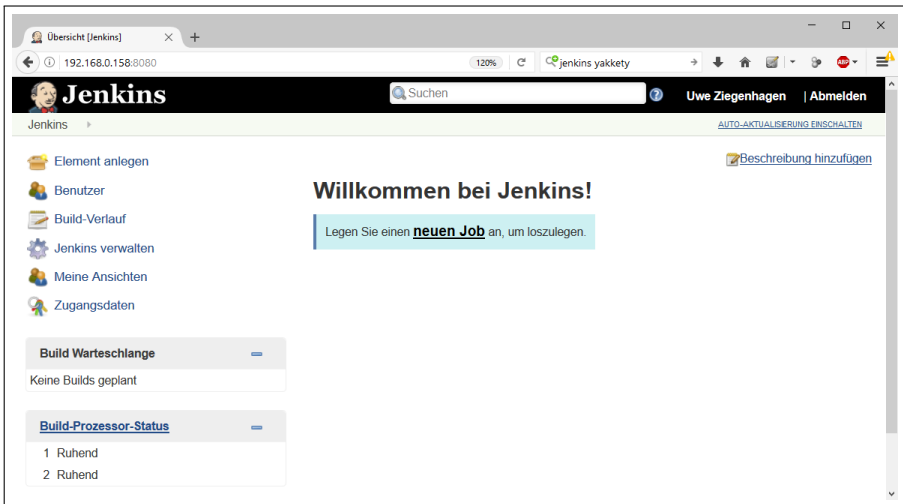 Übersicht [Jenkins]
192.168.0.158:8080
120%
jenkins yakkety
ABP
Jenkins
Suchen
Uwe Ziegenhagen
| Abmelden
Jenkins
AUTO-AKTUALISIERUNG EINSCHALTEN
Element anlegen
Beschreibung hinzufügen
Benutzer
Willkommen bei Jenkins!
Build-Verlauf
Legen Sie einen neuen Job an, um loszulegen.
Jenkins verwalten
Meine Ansichten
Zugangsdaten
Build Warteschlange
Keine Builds geplant
Build-Prozessor-Status
1 Ruhend
2 Ruhend